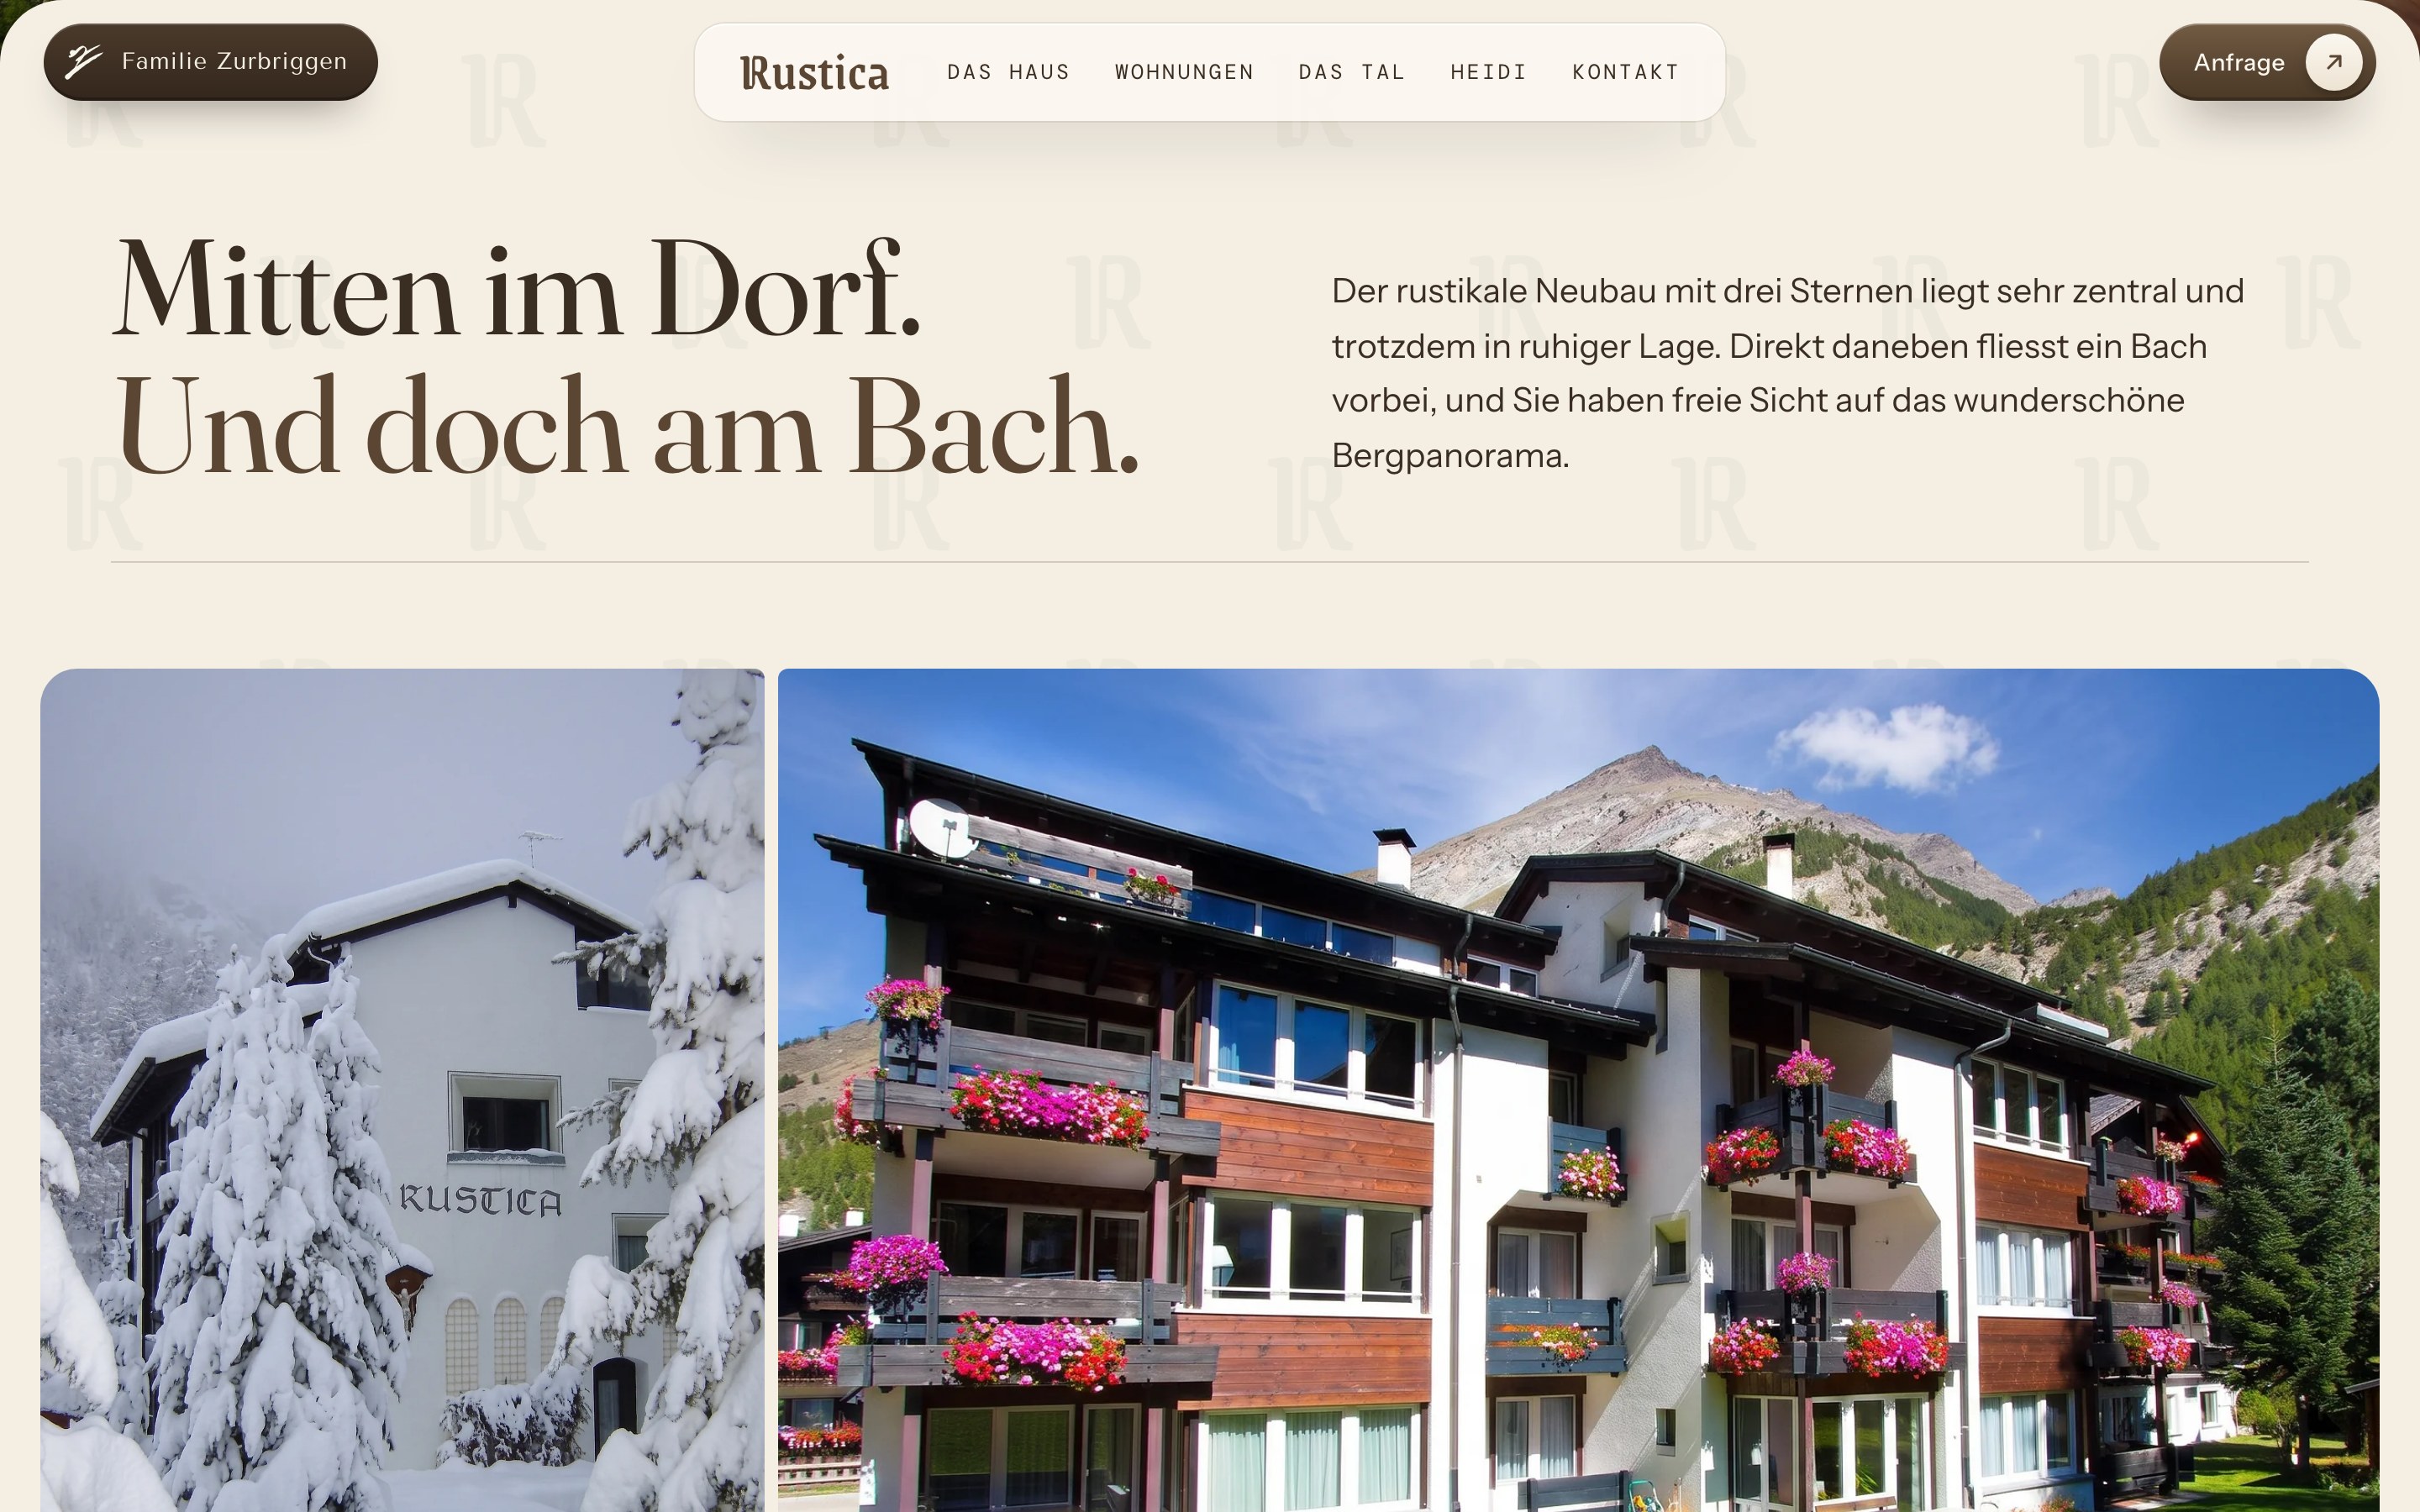 Familie Zurbriggen
Rustica
DAS HAUS
WOHNUNGEN
DAS TAL
HEIDI
KONTAKT
Anfrage
Mitten im Dorf.
Und doch am Bach.
Der rustikale Neubau mit drei Sternen liegt sehr zentral und
trotzdem in ruhiger Lage. Direkt daneben fliesst ein Bach
vorbei, und Sie haben freie Sicht auf das wunderschöne
Bergpanorama.
RUSTICA